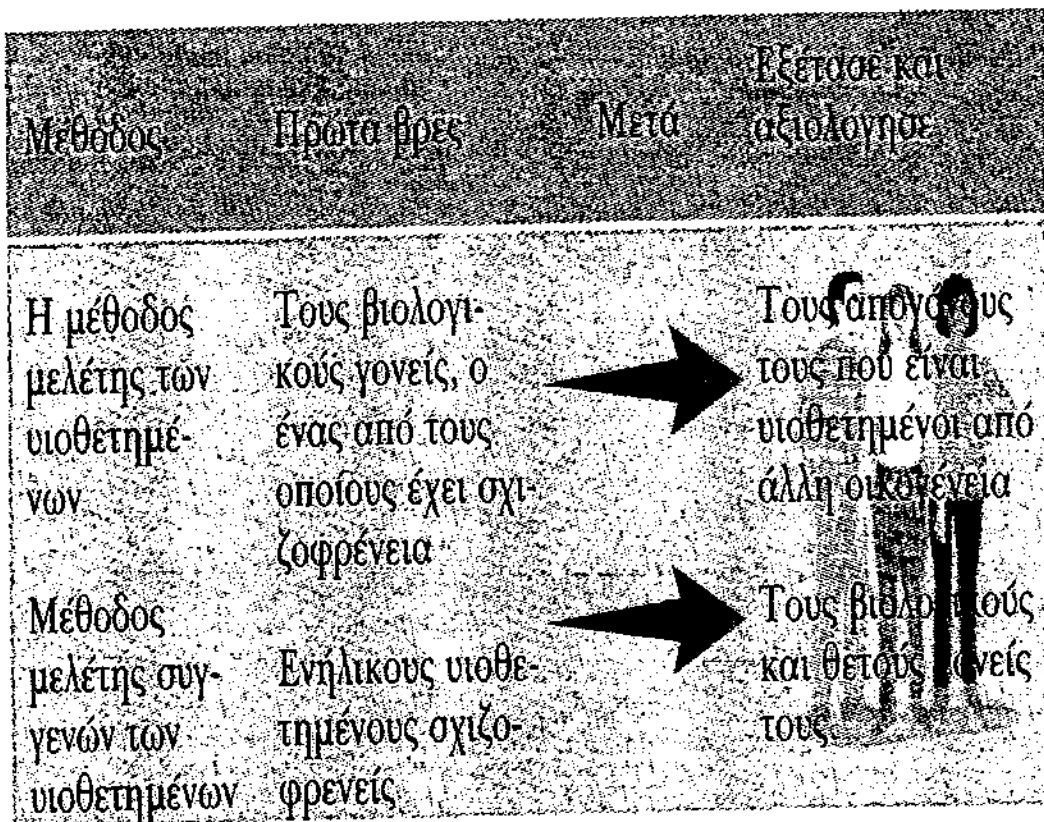 Μέθοδος
Πρώτα βρες
Μετά
Εξέτασε και
αξιολόγησε
Η μέθοδος
μελέτης των
υιοθετημέ-
νων
Τους βιολογι-
κούς γονείς, ο
ένας από τους
οποίους έχει σχι-
ζοφρένεια
Τους απογόνους
τους που είναι
υιοθετημένοι από
άλλη οικογένεια
Μέθοδος
μελέτης συγ-
γενών των
υιοθετημένων
Ενήλικους υιοθε-
τημένους σχιζο-
φρενείς
Τους βιολογικούς
και θετούς γονείς
τους